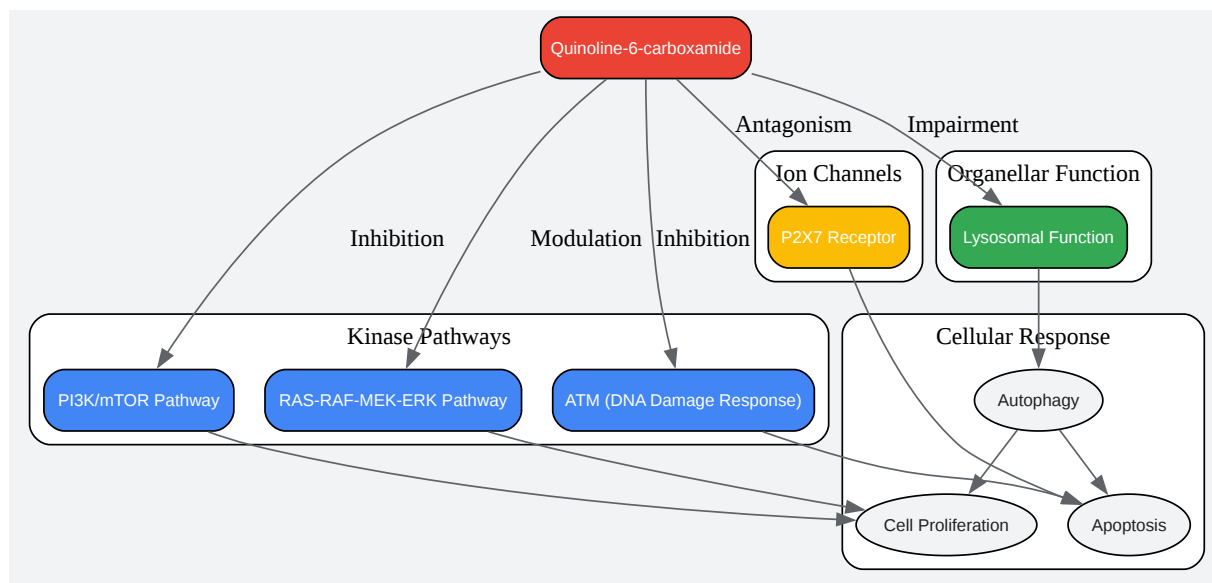 Quinoline-6-carboxamide
Antagonism
Impairment
Ion Channels
Organellar Function
P2X7 Receptor
Lysosomal Function
Inhibition
Modulation
Inhibition
Kinase Pathways
Cellular Response
PI3K/mTOR Pathway
RAS-RAF-MEK-ERK Pathway
ATM (DNA Damage Response)
Autophagy
Cell Proliferation
Apoptosis